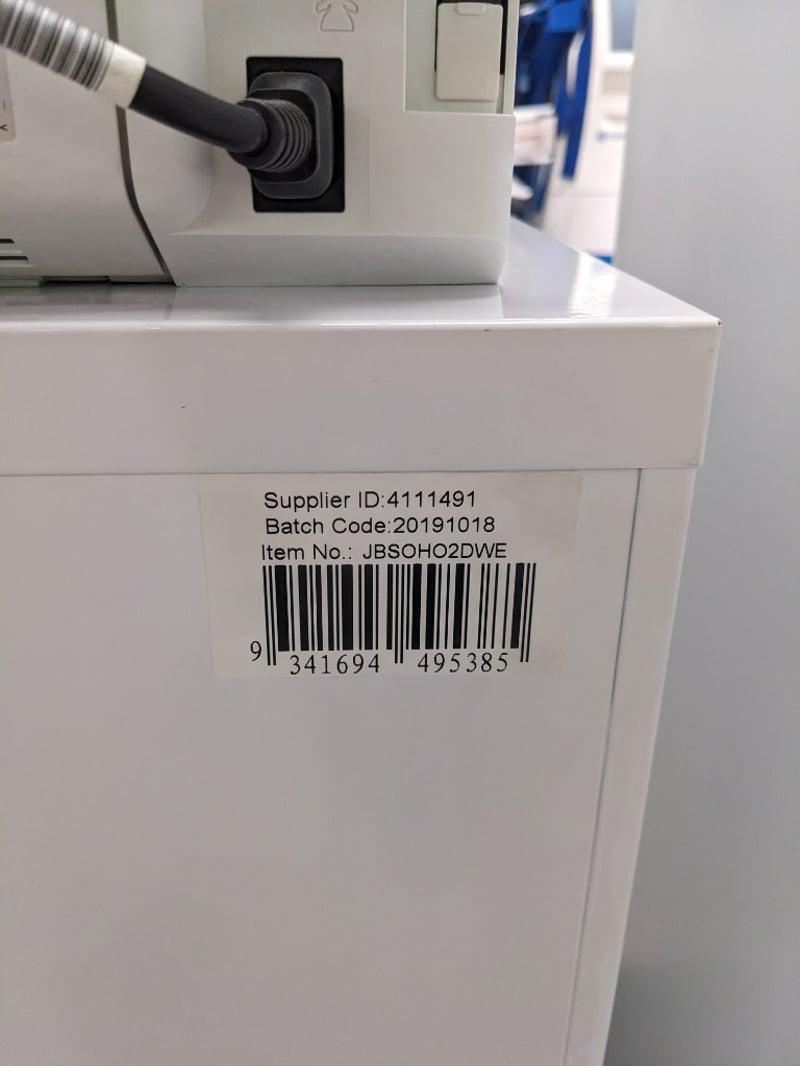 Supplier ID:4111491
Batch Code:20191018
Item No.: JBSOHO2DWE
9 341694 495385